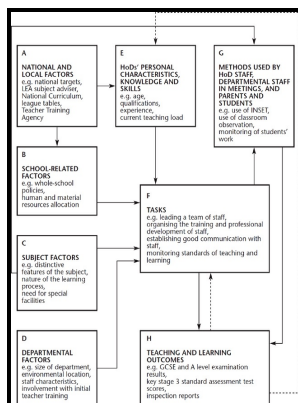 A
NATIONAL AND
LOCAL FACTORS
e.g. national targets,
LEA subject adviser,
National Curriculum,
league tables,
Teacher Training
Agency
E
HoDs' PERSONAL
CHARACTERISTICS,
KNOWLEDGE AND
SKILLS
e.g. age,
qualifications,
experience,
current teaching load
G
METHODS USED BY
HoD STAFF,
DEPARTMENTAL STAFF
IN MEETINGS, AND
PARENTS AND
STUDENTS
e.g. use of INSET,
use of classroom
observation,
monitoring of students'
work
B
SCHOOL-RELATED
FACTORS
e.g. whole-school
policies,
human and material
resources allocation
F
TASKS
e.g. leading a team of staff,
organising the training and professional
development of staff,
establishing good communication with
staff,
monitoring standards of teaching and
learning
C
SUBJECT FACTORS
e.g. distinctive
features of the subject,
nature of the learning
process,
need for special
facilities
D
DEPARTMENTAL
FACTORS
e.g. size of department,
environmental location,
staff characteristics,
involvement with initial
teacher training
H
TEACHING AND LEARNING
OUTCOMES
e.g. GCSE and A level examination
results,
key stage 3 standard assessment test
scores,
inspection reports